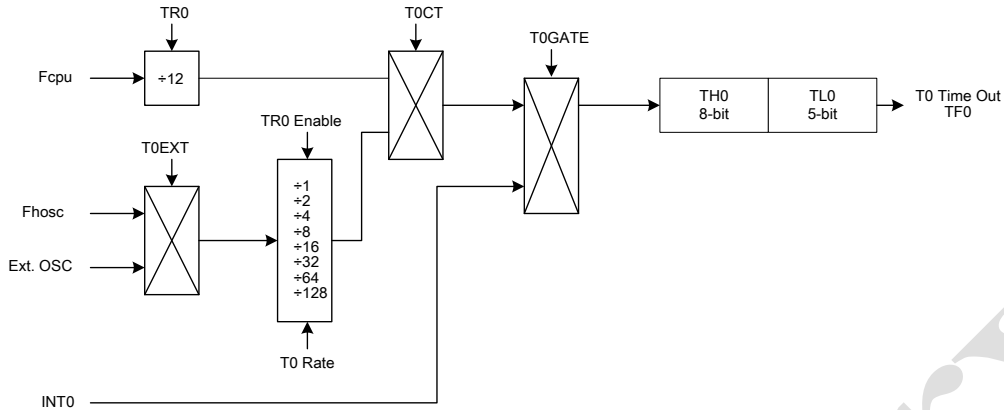 TR0
T0CT
T0GATE
Fcpu
÷12
TH0
8-bit
TL0
5-bit
T0 Time Out
TF0
TR0 Enable
T0EXT
÷1
÷2
÷4
÷8
÷16
÷32
÷64
÷128
Fhosc
Ext. OSC
T0 Rate
INT0